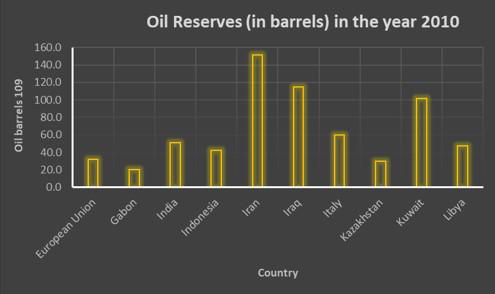 Oil Reserves (in barrels) in the year 2010
Oil barrels 109
160.0
140.0
120.0
100.0
80.0
60.0
40.0
20.0
0.0
European Union
Gabon
India
Indonesia
Iran
Iraq
Italy
Kazakhstan
Kuwait
Libya
Country